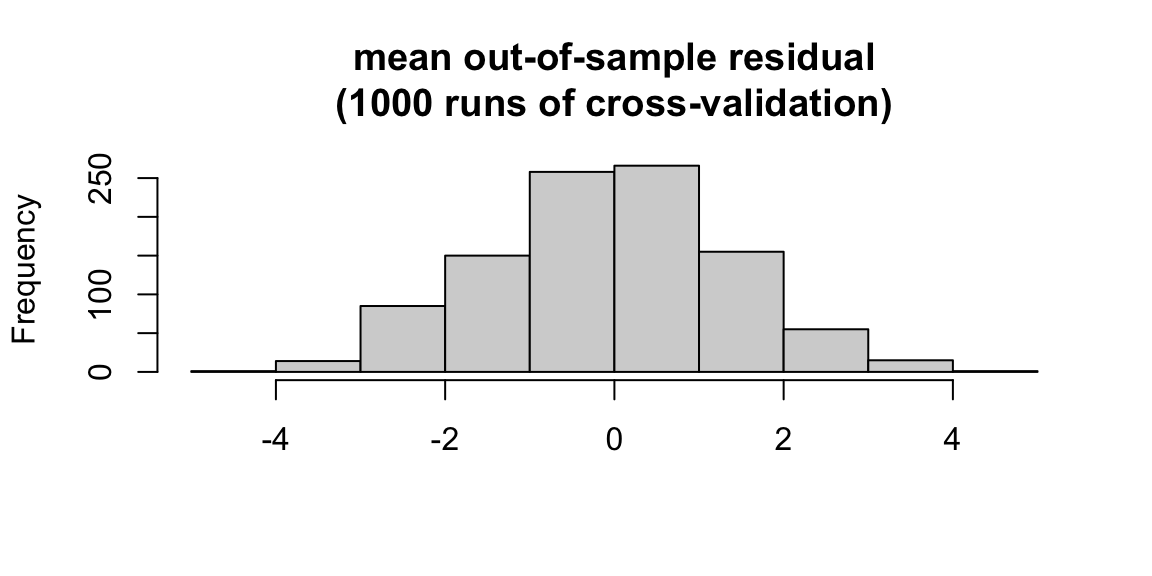 mean out-of-sample residual
(1000 runs of cross-validation)
Frequency
250
100
0
-4 -2 0 2 4